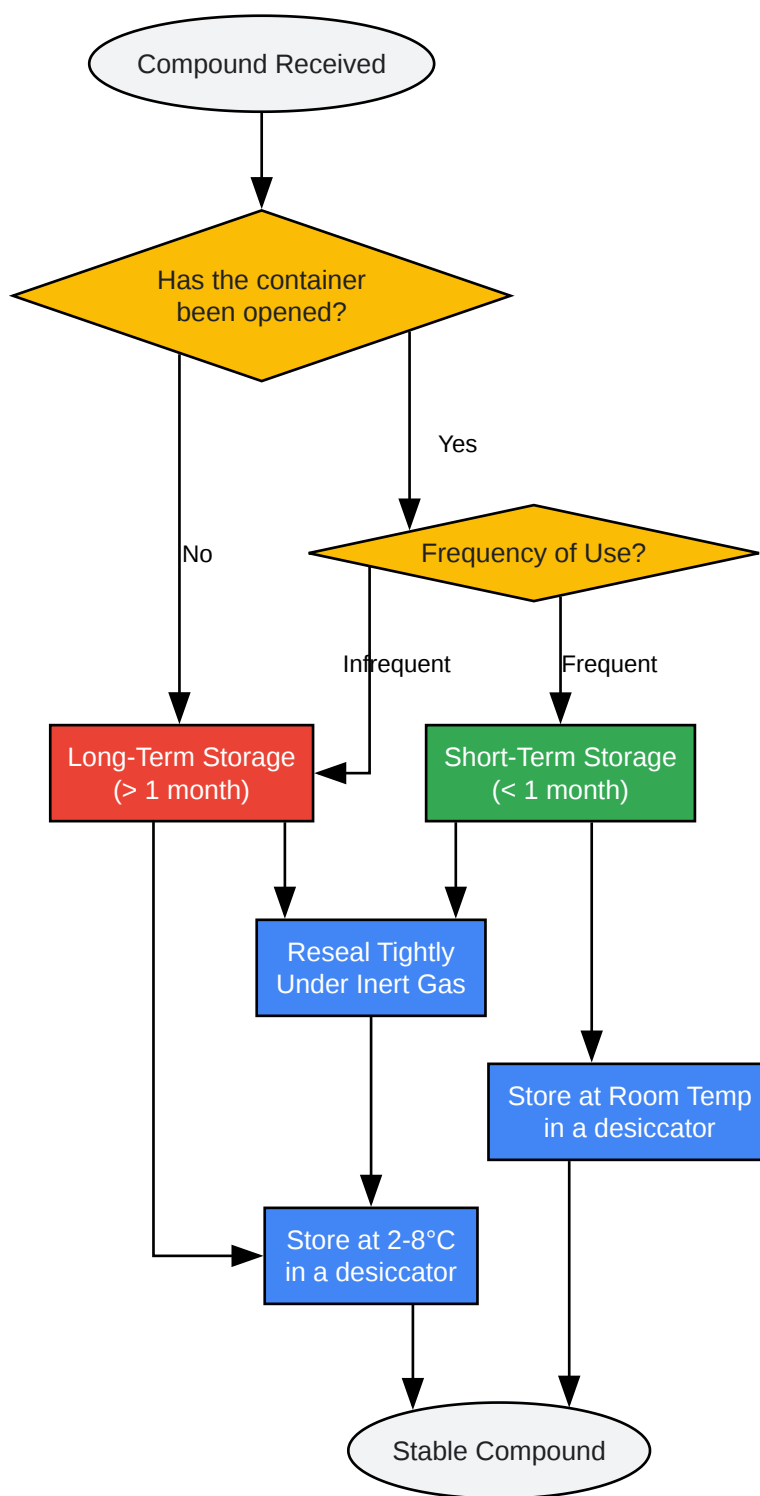 Compound Received
Has the container
been opened?
Yes
No
Frequency of Use?
Infrequent
Frequent
Long-Term Storage
(> 1 month)
Short-Term Storage
(< 1 month)
Reseal Tightly
Under Inert Gas
Store at Room Temp
in a desiccator
Store at 2-8°C
in a desiccator
Stable Compound